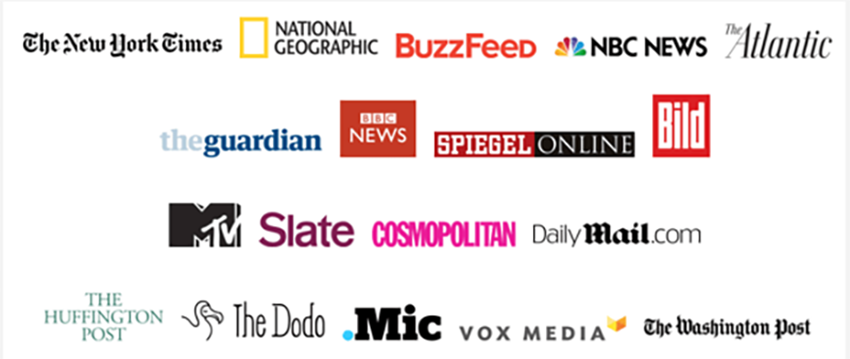 The New York Times
NATIONAL
GEOGRAPHIC
BuzzFeed
NBC NEWS
The
Atlantic
theguardian
BBC
NEWS
SPIEGEL ONLINE
Bild
MTV
Slate
COSMOPOLITAN
DailyMail.com
THE
HUFFINGTON
POST
The Dodo
.Mic
VOX MEDIA
The Washington Post